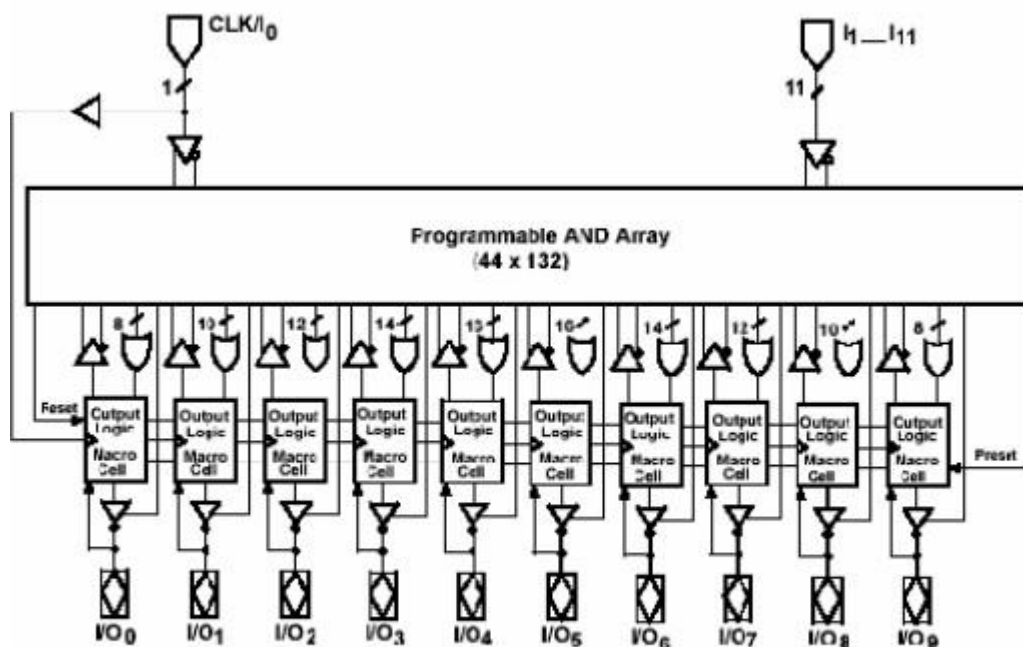 CLK/I0
I1__I11
1
11
Programmable AND Array
(44 x 132)
8 10 12 14 16 16 14 12 10 8
Reset
Output Logic Macro Cell
Output Logic Macro Cell
Output Logic Macro Cell
Output Logic Macro Cell
Output Logic Macro Cell
Output Logic Macro Cell
Output Logic Macro Cell
Output Logic Macro Cell
Output Logic Macro Cell
Output Logic Macro Cell
Preset
I/O0 I/O1 I/O2 I/O3 I/O4 I/O5 I/O6 I/O7 I/O8 I/O9